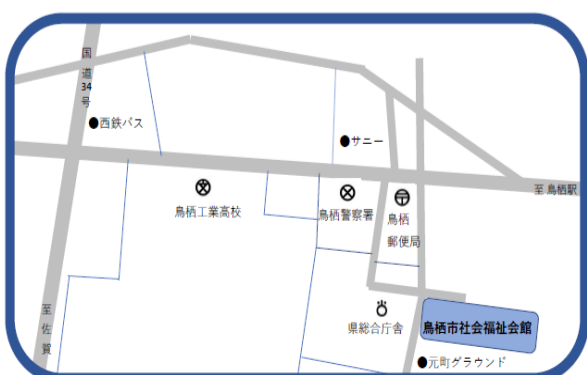 国道34号
●西鉄バス
●サニー
至 鳥栖駅
鳥栖工業高校
鳥栖警察署
鳥栖
郵便局
県総合庁舎
鳥栖市社会福祉会館
至佐賀
●元町グラウンド